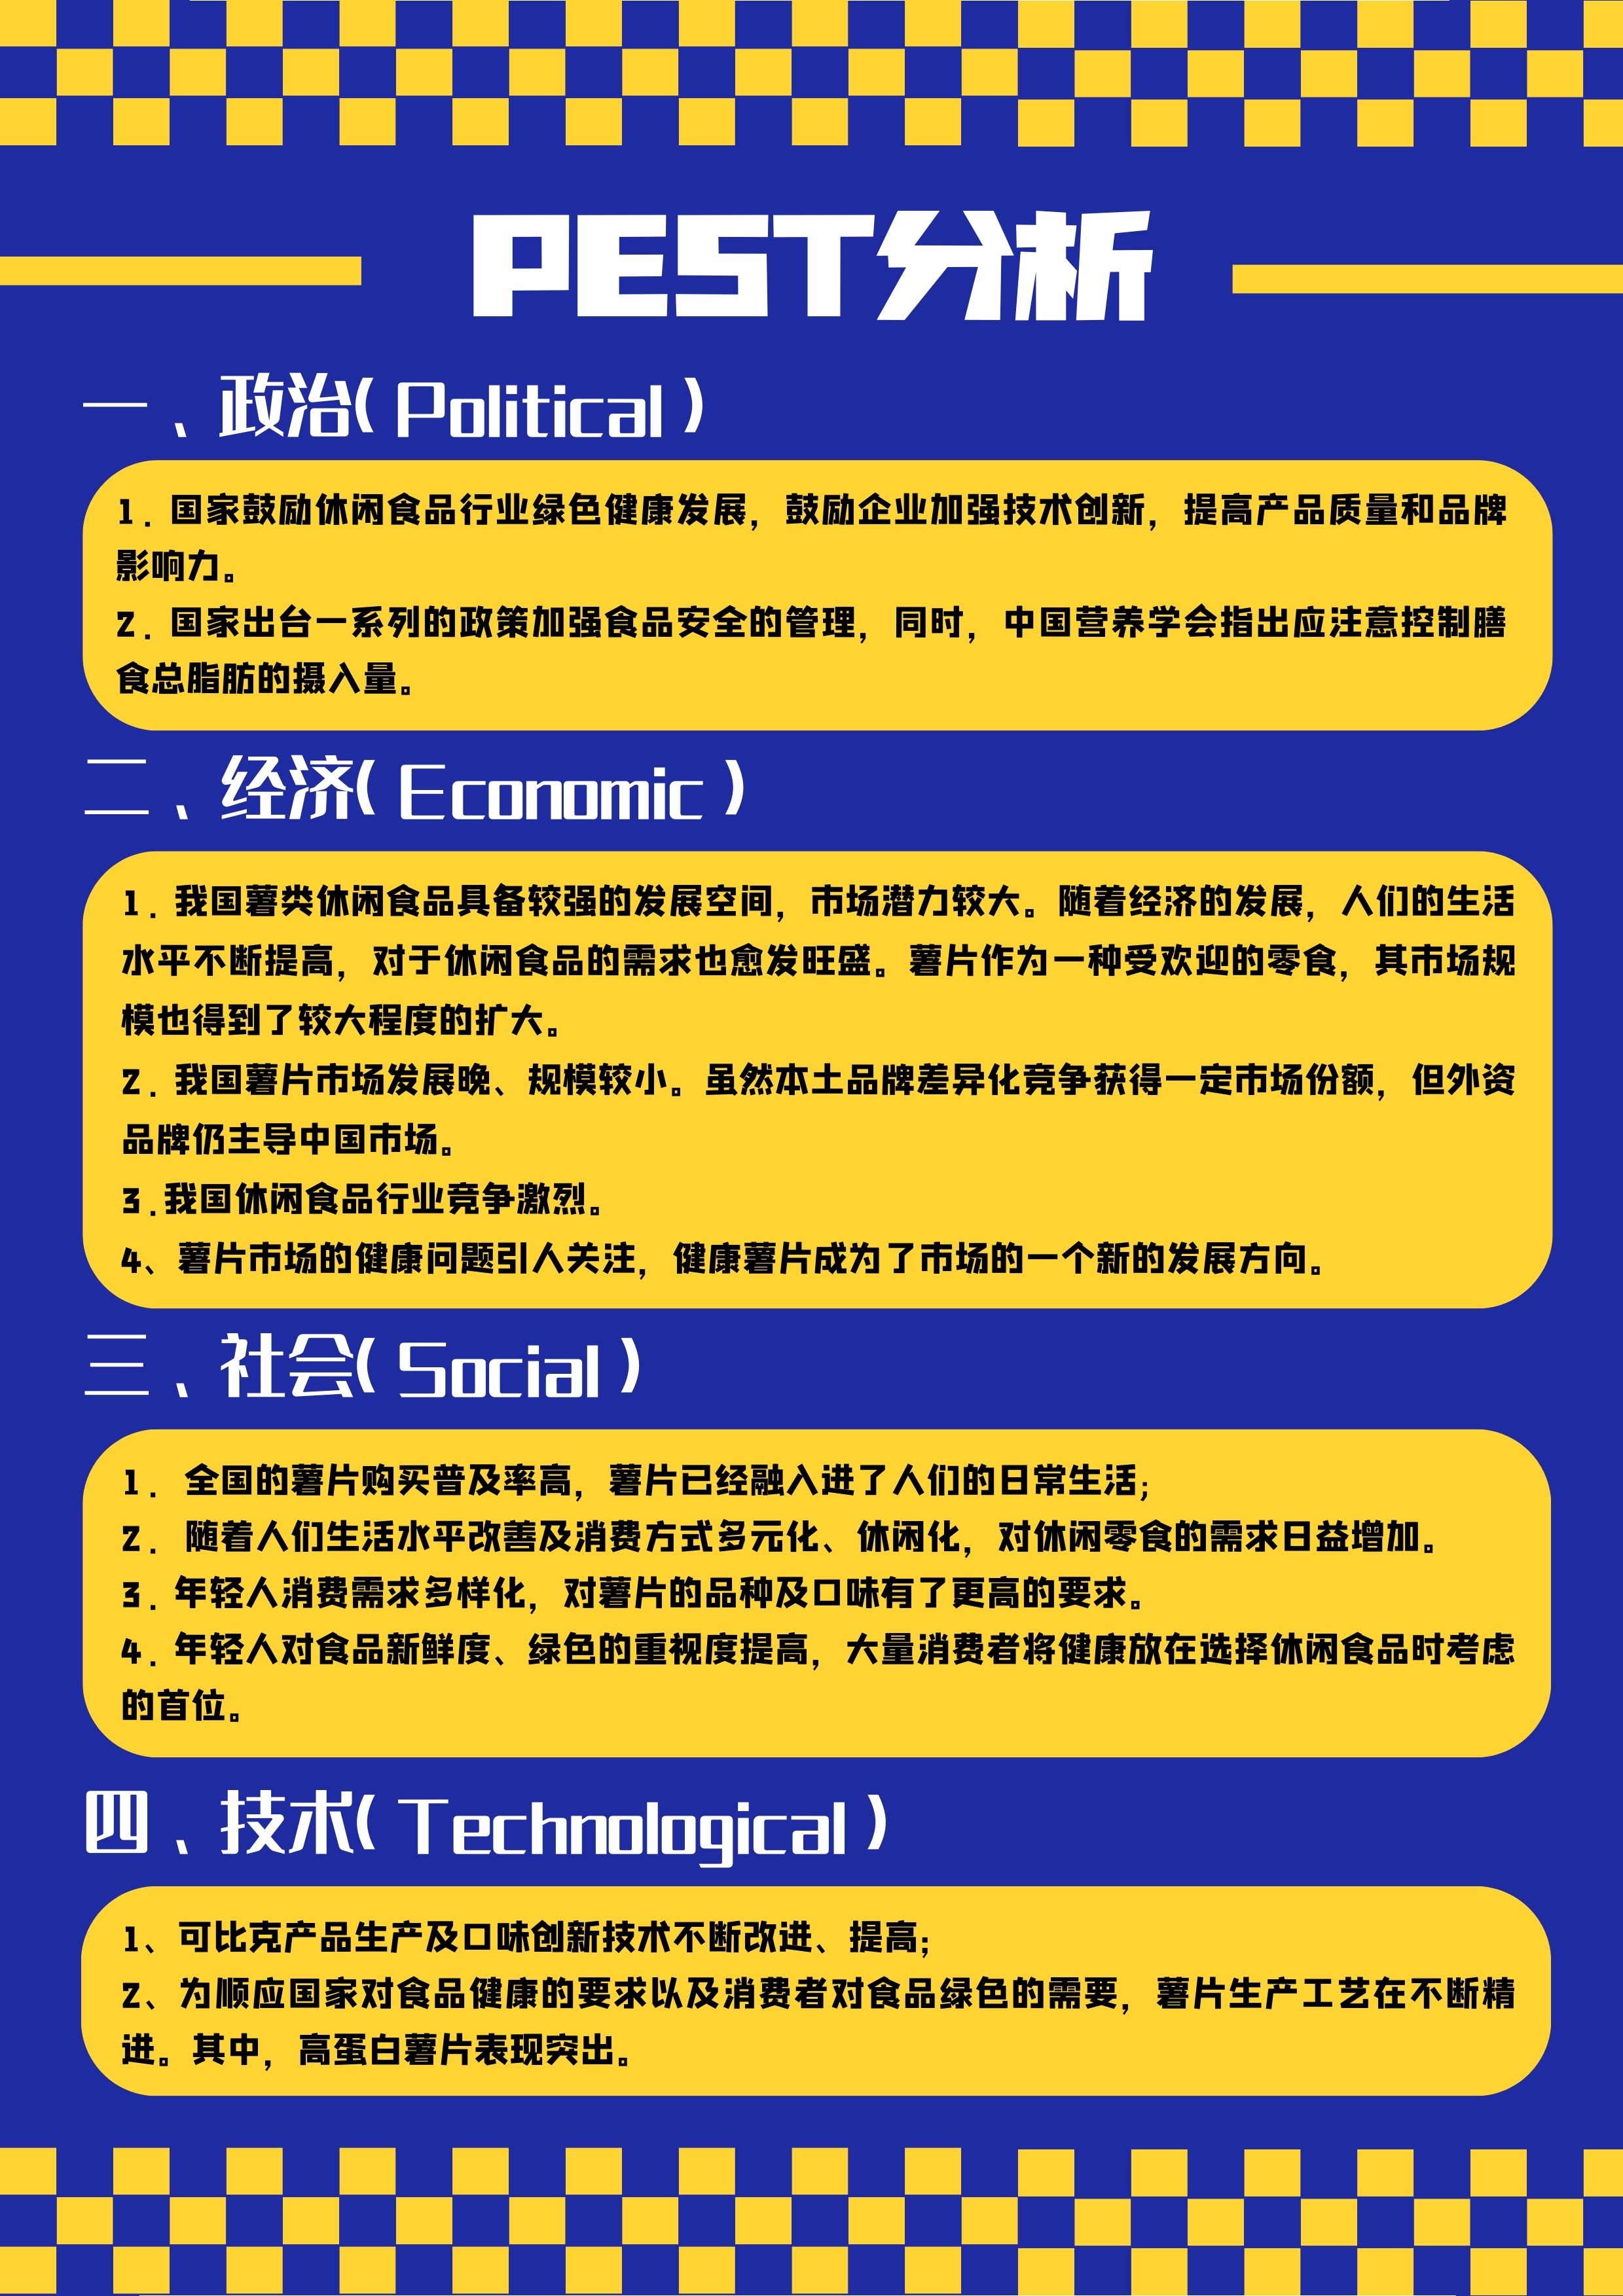 PEST分析
一、政治( Political )
1. 国家鼓励休闲食品行业绿色健康发展，鼓励企业加强技术创新，提高产品质量和品牌
影响力。
2. 国家出台一系列的政策加强食品安全的管理，同时，中国营养学会指出应注意控制膳
食总脂肪的摄入量。
二、经济( Economic )
1. 我国薯类休闲食品具备较强的发展空间，市场潜力较大。随着经济的发展，人们的生活
水平不断提高，对于休闲食品的需求也愈发旺盛。薯片作为一种受欢迎的零食，其市场规
模也得到了较大程度的扩大。
2. 我国薯片市场发展晚、规模较小。虽然本土品牌差异化竞争获得一定市场份额，但外资
品牌仍主导中国市场。
3.我国休闲食品行业竞争激烈。
4、薯片市场的健康问题引人关注，健康薯片成为了市场的一个新的发展方向。
三、社会( Social )
1. 全国的薯片购买普及率高，薯片已经融入进了人们的日常生活；
2. 随着人们生活水平改善及消费方式多元化、休闲化，对休闲零食的需求日益增加。
3. 年轻人消费需求多样化，对薯片的品种及口味有了更高的要求。
4. 年轻人对食品新鲜度、绿色的重视度提高，大量消费者将健康放在选择休闲食品时考虑
的首位。
四、技术( Technological )
1、可比克产品生产及口味创新技术不断改进、提高；
2、为顺应国家对食品健康的要求以及消费者对食品绿色的需要，薯片生产工艺在不断精
进。其中，高蛋白薯片表现突出。